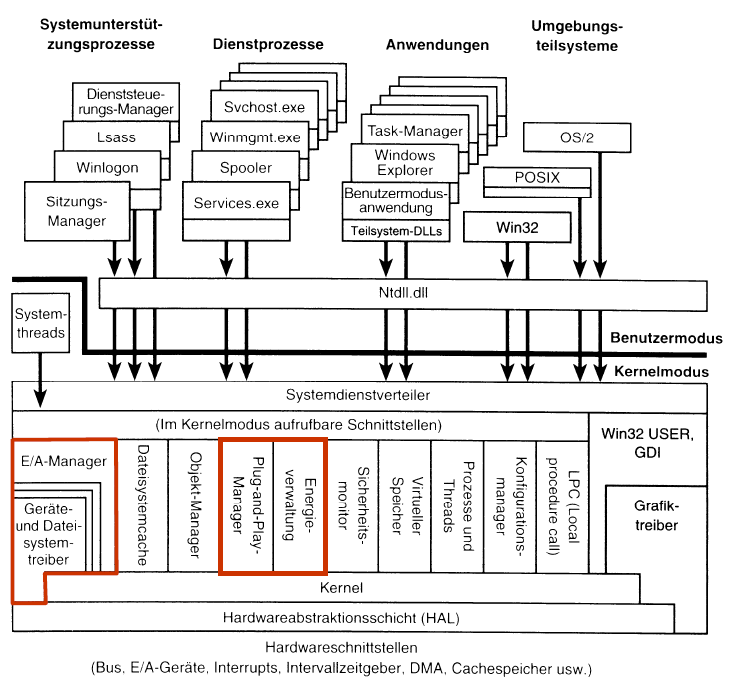 Systemunterstüt-
zungsprozesse
Dienstprozesse
Anwendungen
Umgebungs-
teilsysteme
Dienststeue-
rungs-Manager
Lsass
Winlogon
Sitzungs-
Manager
Svchost.exe
Winmgmt.exe
Spooler
Services.exe
Task-Manager
Windows
Explorer
Benutzermodus-
anwendung
Teilsystem-DLLs
OS/2
POSIX
Win32
Ntdll.dll
System-
threads
Benutzermodus
Kernelmodus
Systemdienstverteiler
(Im Kernelmodus aufrufbare Schnittstellen)
E/A-Manager
Geräte-
und Datei-
system-
treiber
Dateisystemcache
Objekt-Manager
Plug-and-Play-
Manager
Energie-
verwaltung
Sicherheits-
monitor
Virtueller
Speicher
Prozesse und
Threads
Konfigurations-
manager
LPC (Local
procedure call)
Win32 USER,
GDI
Grafik-
treiber
Kernel
Hardwareabstraktionsschicht (HAL)
Hardwareschnittstellen
(Bus, E/A-Geräte, Interrupts, Intervallzeitgeber, DMA, Cachespeicher usw.)